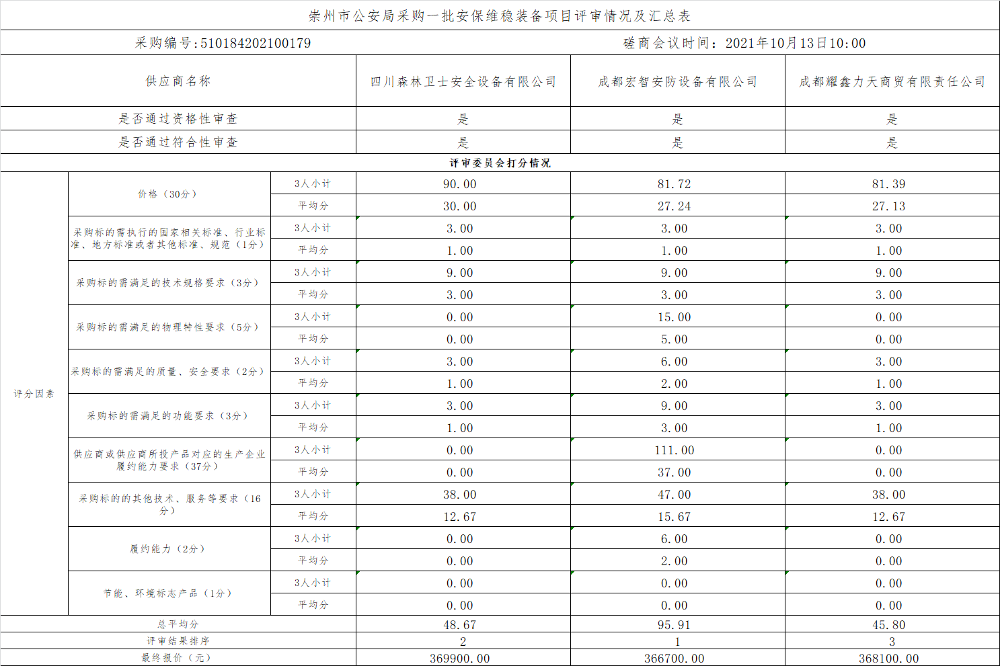 崇州市公安局采购一批安保维稳装备项目评审情况及汇总表
采购编号:510184202100179 磋商会议时间：2021年10月13日10:00
供应商名称 四川森林卫士安全设备有限公司 成都宏智安防设备有限公司 成都耀鑫力天商贸有限责任公司
是否通过资格性审查 是 是 是
是否通过符合性审查 是 是 是
评审委员会打分情况
评分因素
价格（30分）
3人小计 90.00 81.72 81.39
平均分 30.00 27.24 27.13
采购标的需执行的国家相关标准、行业标
准、地方标准或者其他标准、规范（1分）
3人小计 3.00 3.00 3.00
平均分 1.00 1.00 1.00
采购标的需满足的技术规格要求（3分）
3人小计 9.00 9.00 9.00
平均分 3.00 3.00 3.00
采购标的需满足的物理特性要求（5分）
3人小计 0.00 15.00 0.00
平均分 0.00 5.00 0.00
采购标的需满足的质量、安全要求（2分）
3人小计 3.00 6.00 3.00
平均分 1.00 2.00 1.00
采购标的需满足的功能要求（3分）
3人小计 3.00 9.00 3.00
平均分 1.00 3.00 1.00
供应商或供应商所投产品对应的生产企业
履约能力要求（37分）
3人小计 0.00 111.00 0.00
平均分 0.00 37.00 0.00
采购标的的其他技术、服务等要求（16
分）
3人小计 38.00 47.00 38.00
平均分 12.67 15.67 12.67
履约能力（2分）
3人小计 0.00 6.00 0.00
平均分 0.00 2.00 0.00
节能、环境标志产品（1分）
3人小计 0.00 0.00 0.00
平均分 0.00 0.00 0.00
总平均分 48.67 95.91 45.80
评审结果排序 2 1 3
最终报价（元） 369900.00 366700.00 368100.00